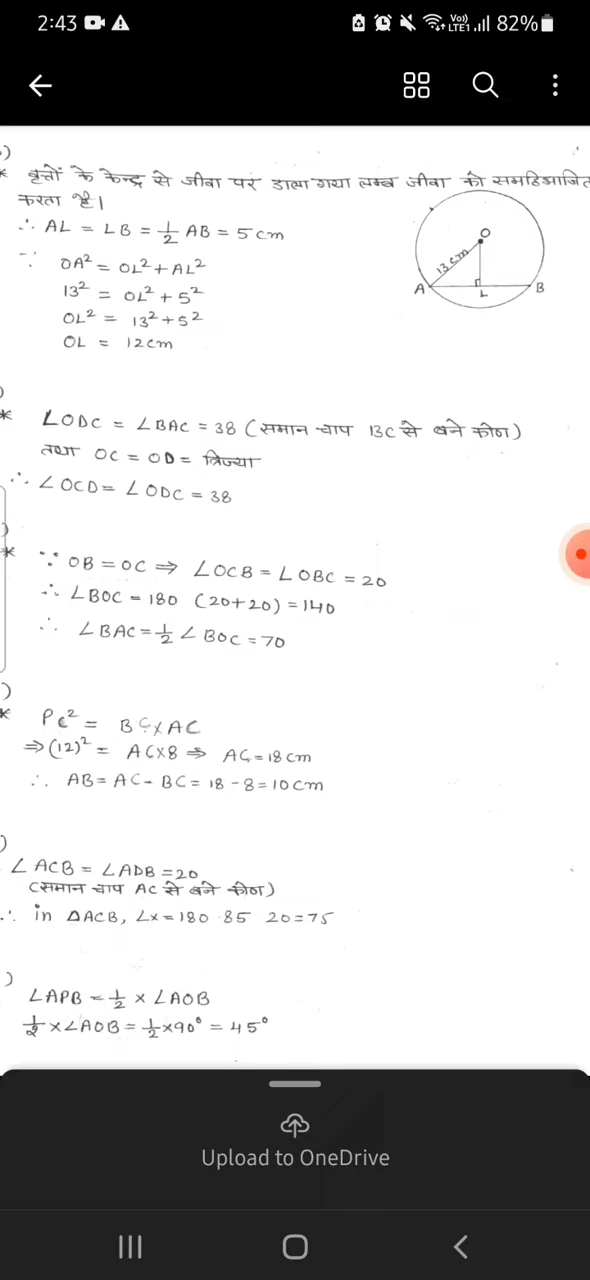 2:43
Vo))
LTE1
82%
)
* वृत्तों के केन्द्र से जीवा पर डाला गया लम्ब जीवा को समद्विभाजित
करता है।
∴ AL = LB = 1/2 AB = 5 cm
∵ OA² = OL² + AL²
13² = OL² + 5²
OL² = 13² + 5²
OL = 12 cm
O
13 cm
A
L
B
)
* ∠ODC = ∠BAC = 38 (समान चाप BC से बने कोण)
तथा OC = OD = त्रिज्या
∴ ∠OCD = ∠ODC = 38
)
* ∵ OB = OC ⇒ ∠OCB = ∠OBC = 20
∴ ∠BOC = 180 (20+20) = 140
∴ ∠BAC = 1/2 ∠BOC = 70
)
* PC² = BC × AC
⇒ (12)² = AC × 8 ⇒ AC = 18 cm
∴ AB = AC - BC = 18 - 8 = 10 cm
)
∠ACB = ∠ADB = 20
(समान चाप AC से बने कोण)
∴ in ΔACB, ∠x = 180 85 20 = 75
)
∠APB = 1/2 × ∠AOB
1/2 × ∠AOB = 1/2 × 90° = 45°
Upload to OneDrive